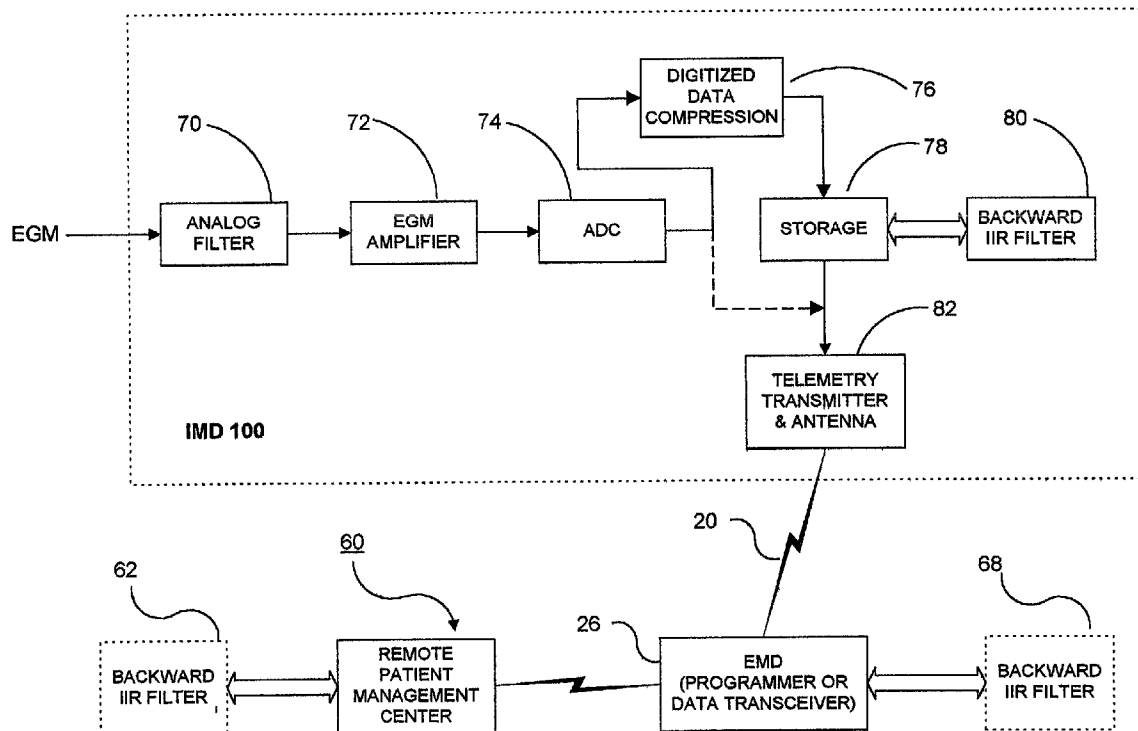 DIGITIZED
DATA
COMPRESSION
76
70
72
74
78
80
EGM
ANALOG
FILTER
EGM
AMPLIFIER
ADC
STORAGE
BACKWARD
IIR FILTER
82
TELEMETRY
TRANSMITTER
& ANTENNA
IMD 100
20
60
62
68
26
BACKWARD
IIR FILTER
REMOTE
PATIENT
MANAGEMENT
CENTER
EMD
(PROGRAMMER OR
DATA TRANSCEIVER)
BACKWARD
IIR FILTER